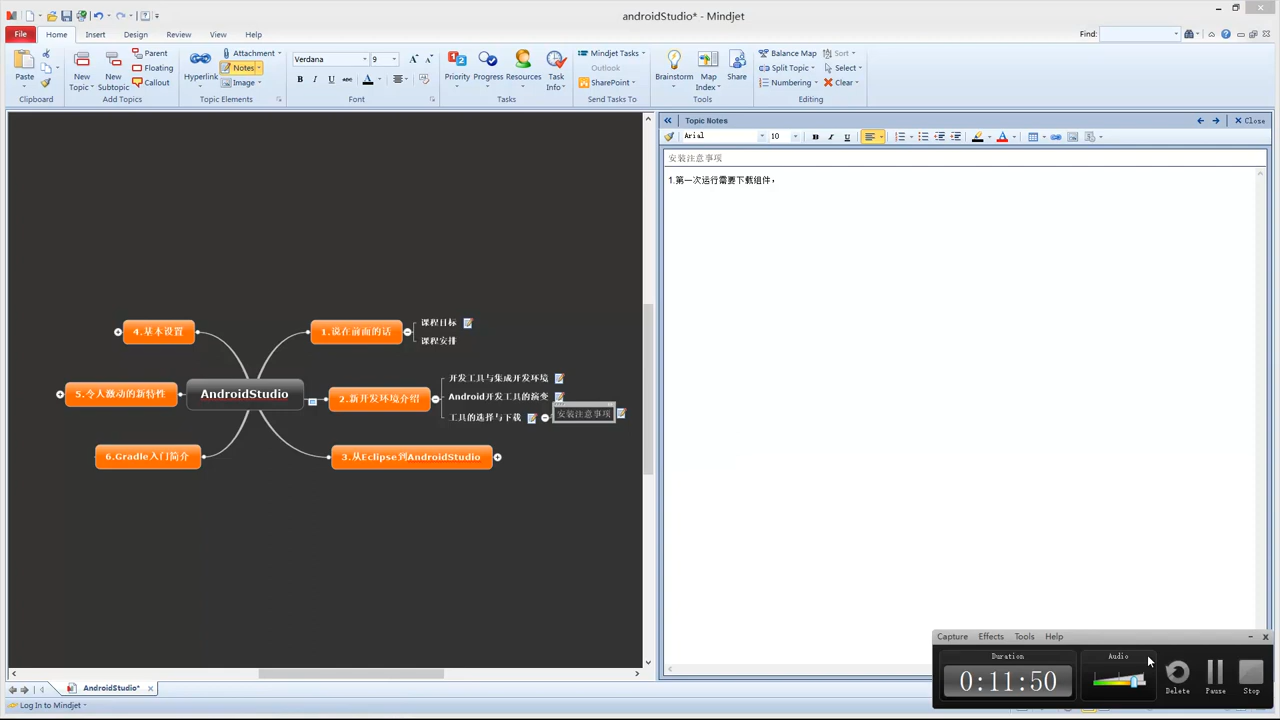 androidStudio* - Mindjet
File Home Insert Design Review View Help Find:
Paste Clipboard
New Topic New Subtopic Parent Floating Callout Add Topics
Hyperlink Attachment Notes Image Topic Elements
Verdana 9 B I U abc A Font
Priority Progress Resources Task Info Tasks
Mindjet Tasks Outlook SharePoint Send Tasks To
Brainstorm Map Index Share Tools
Balance Map Split Topic Numbering Sort Select Clear Editing
Topic Notes Close
Arial 10 B I U
安装注意事项
1.第一次运行需要下载组件，
4.基本设置
1.说在前面的话
课程目标
课程安排
5.令人激动的新特性
AndroidStudio
2.新开发环境介绍
开发工具与集成开发环境
Android开发工具的演变
工具的选择与下载
安装注意事项
6.Gradle入门简介
3.从Eclipse到AndroidStudio
Capture Effects Tools Help
Duration
0:11:50
Audio
Delete Pause Stop
AndroidStudio*
Log In to Mindjet